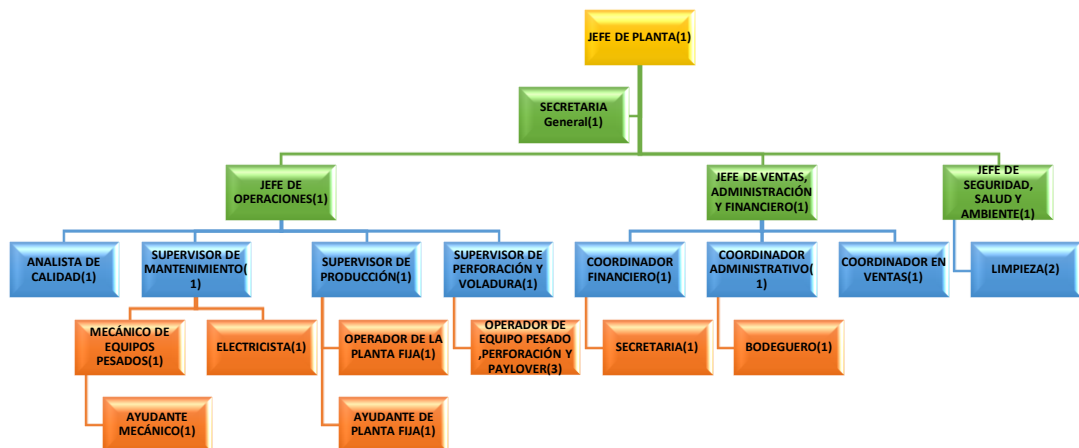 JEFE DE PLANTA(1)
SECRETARIA
General(1)
JEFE DE
OPERACIONES(1)
JEFE DE VENTAS,
ADMINISTRACIÓN
Y FINANCIERO(1)
JEFE DE
SEGURIDAD,
SALUD Y
AMBIENTE(1)
ANALISTA DE
CALIDAD(1)
SUPERVISOR DE
MANTENIMIENTO(
1)
SUPERVISOR DE
PRODUCCIÓN(1)
SUPERVISOR DE
PERFORACIÓN Y
VOLADURA(1)
COORDINADOR
FINANCIERO(1)
COORDINADOR
ADMINISTRATIVO(
1)
COORDINADOR EN
VENTAS(1)
LIMPIEZA(2)
MECÁNICO DE
EQUIPOS
PESADOS(1)
ELECTRICISTA(1)
OPERADOR DE LA
PLANTA FIJA(1)
OPERADOR DE
EQUIPO PESADO
,PERFORACIÓN Y
PAYLOVER(3)
SECRETARIA(1)
BODEGUERO(1)
AYUDANTE
MECÁNICO(1)
AYUDANTE DE
PLANTA FIJA(1)